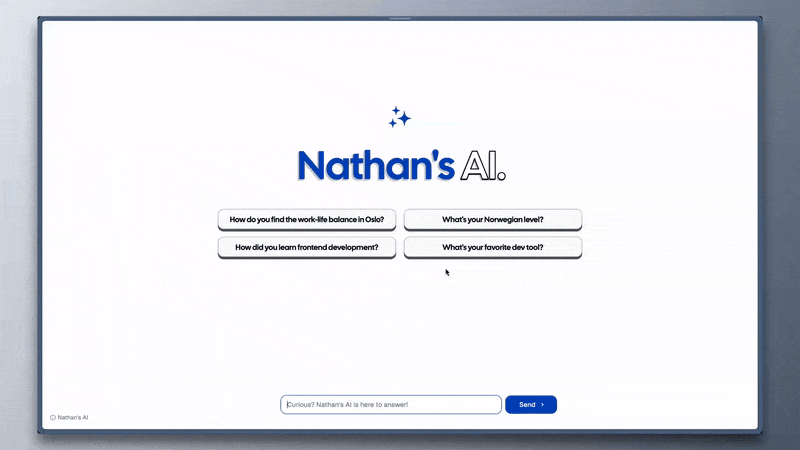 Nathan's AI.
How do you find the work-life balance in Oslo?
What's your Norwegian level?
How did you learn frontend development?
What's your favorite dev tool?
Curious? Nathan's AI is here to answer!
Send
Nathan's AI